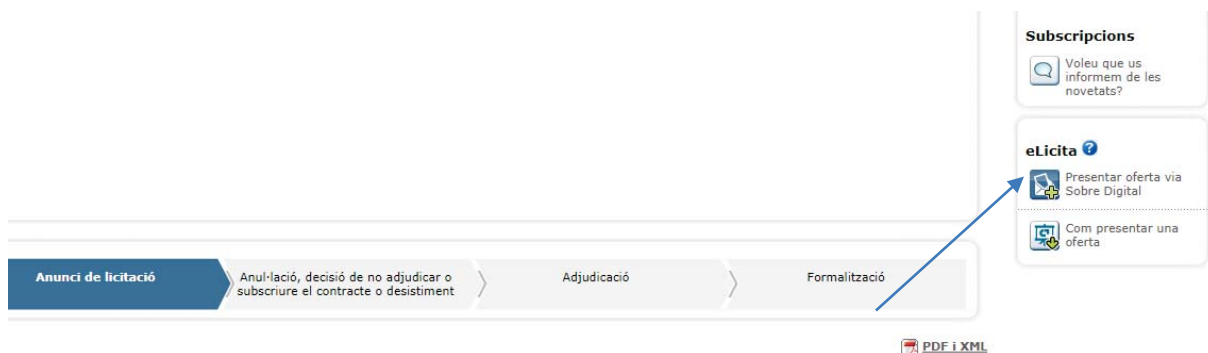 Subscripcions
Voleu que us
informem de les
novetats?
eLicita
Presentar oferta via
Sobre Digital
Com presentar una
oferta
Anunci de licitació
Anul·lació, decisió de no adjudicar o
subscriure el contracte o desistiment
Adjudicació
Formalització
PDF i XML